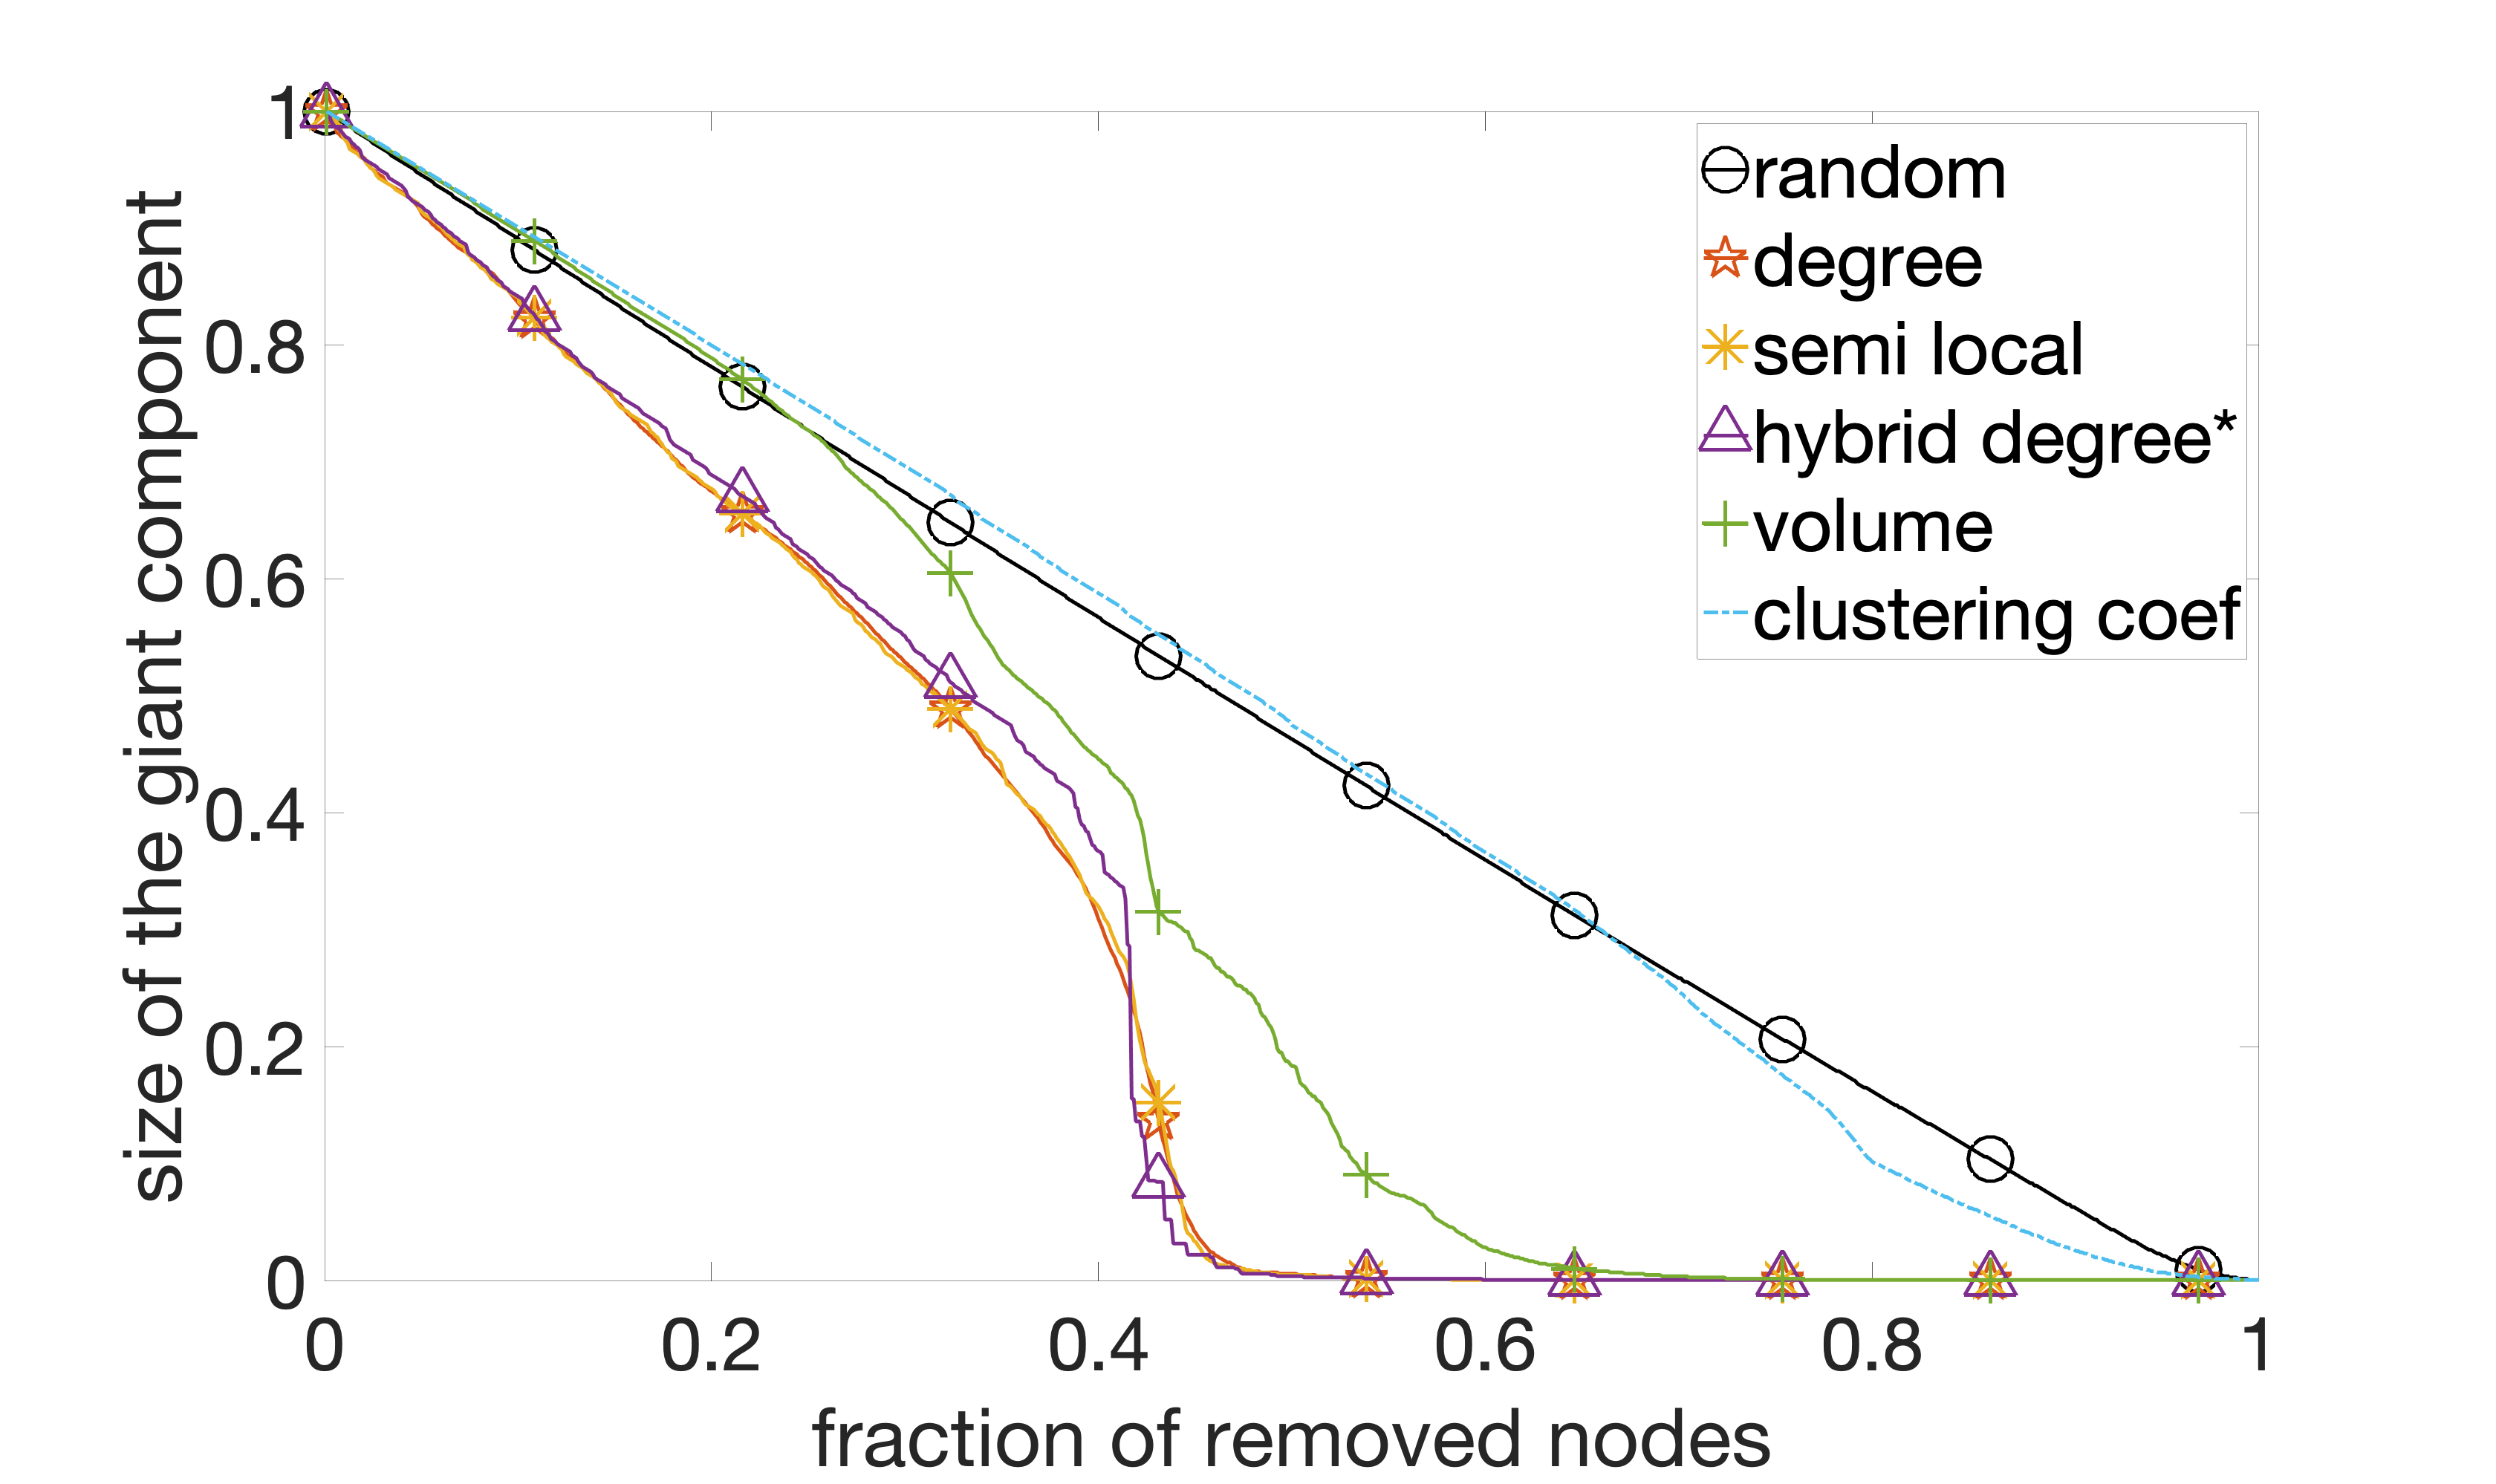 size of the giant component
1
0.8
0.6
0.4
0.2
0
0 0.2 0.4 0.6 0.8 1
fraction of removed nodes
random
degree
semi local
hybrid degree*
volume
clustering coef